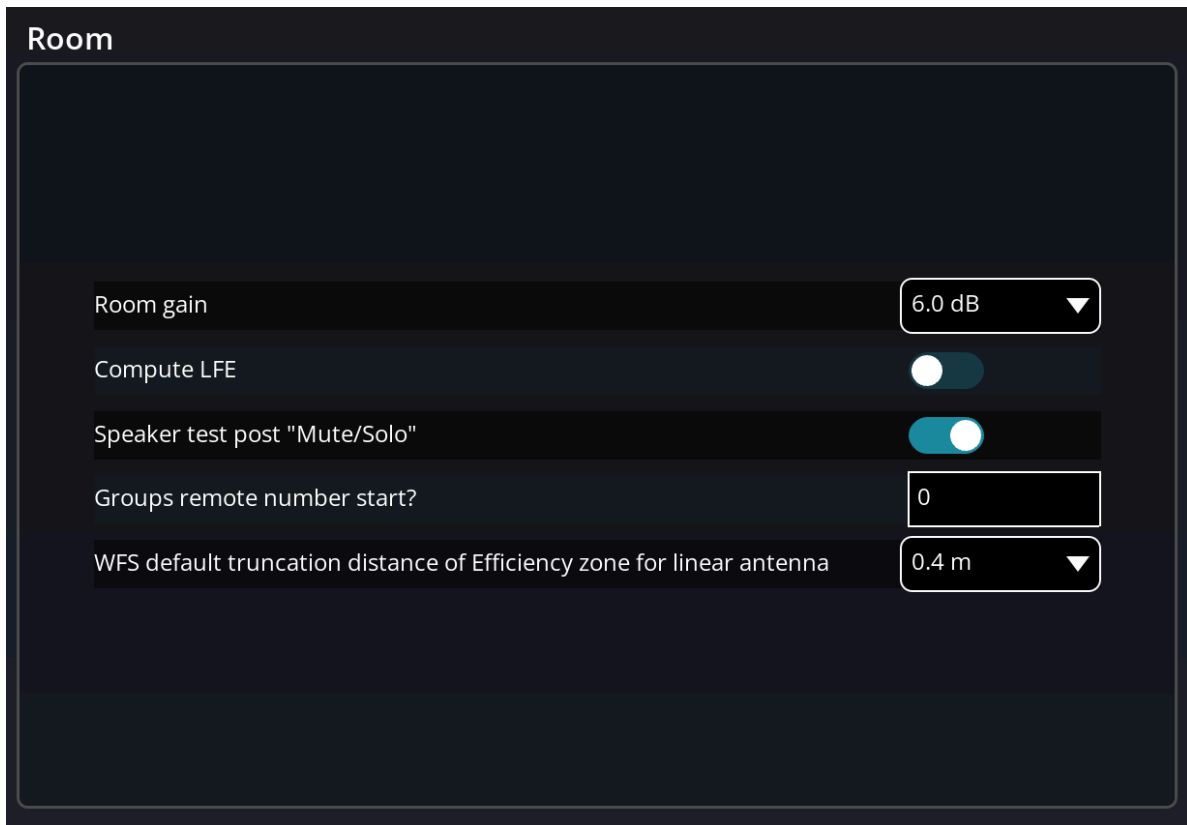 Room
Room gain 6.0 dB
Compute LFE
Speaker test post "Mute/Solo"
Groups remote number start? 0
WFS default truncation distance of Efficiency zone for linear antenna 0.4 m